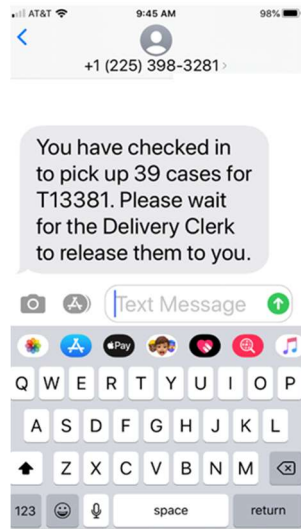 AT&T 9:45 AM 98%
+1 (225) 398-3281
You have checked in
to pick up 39 cases for
T13381. Please wait
for the Delivery Clerk
to release them to you.
Text Message
Pay
Q W E R T Y U I O P
A S D F G H J K L
Z X C V B N M
123 space return